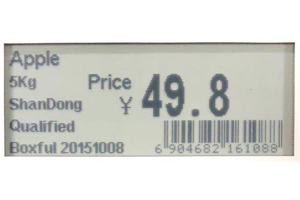 Apple
5Kg
Price
ShanDong
¥ 49.8
Qualified
Boxful 20151008
6 904682 161088